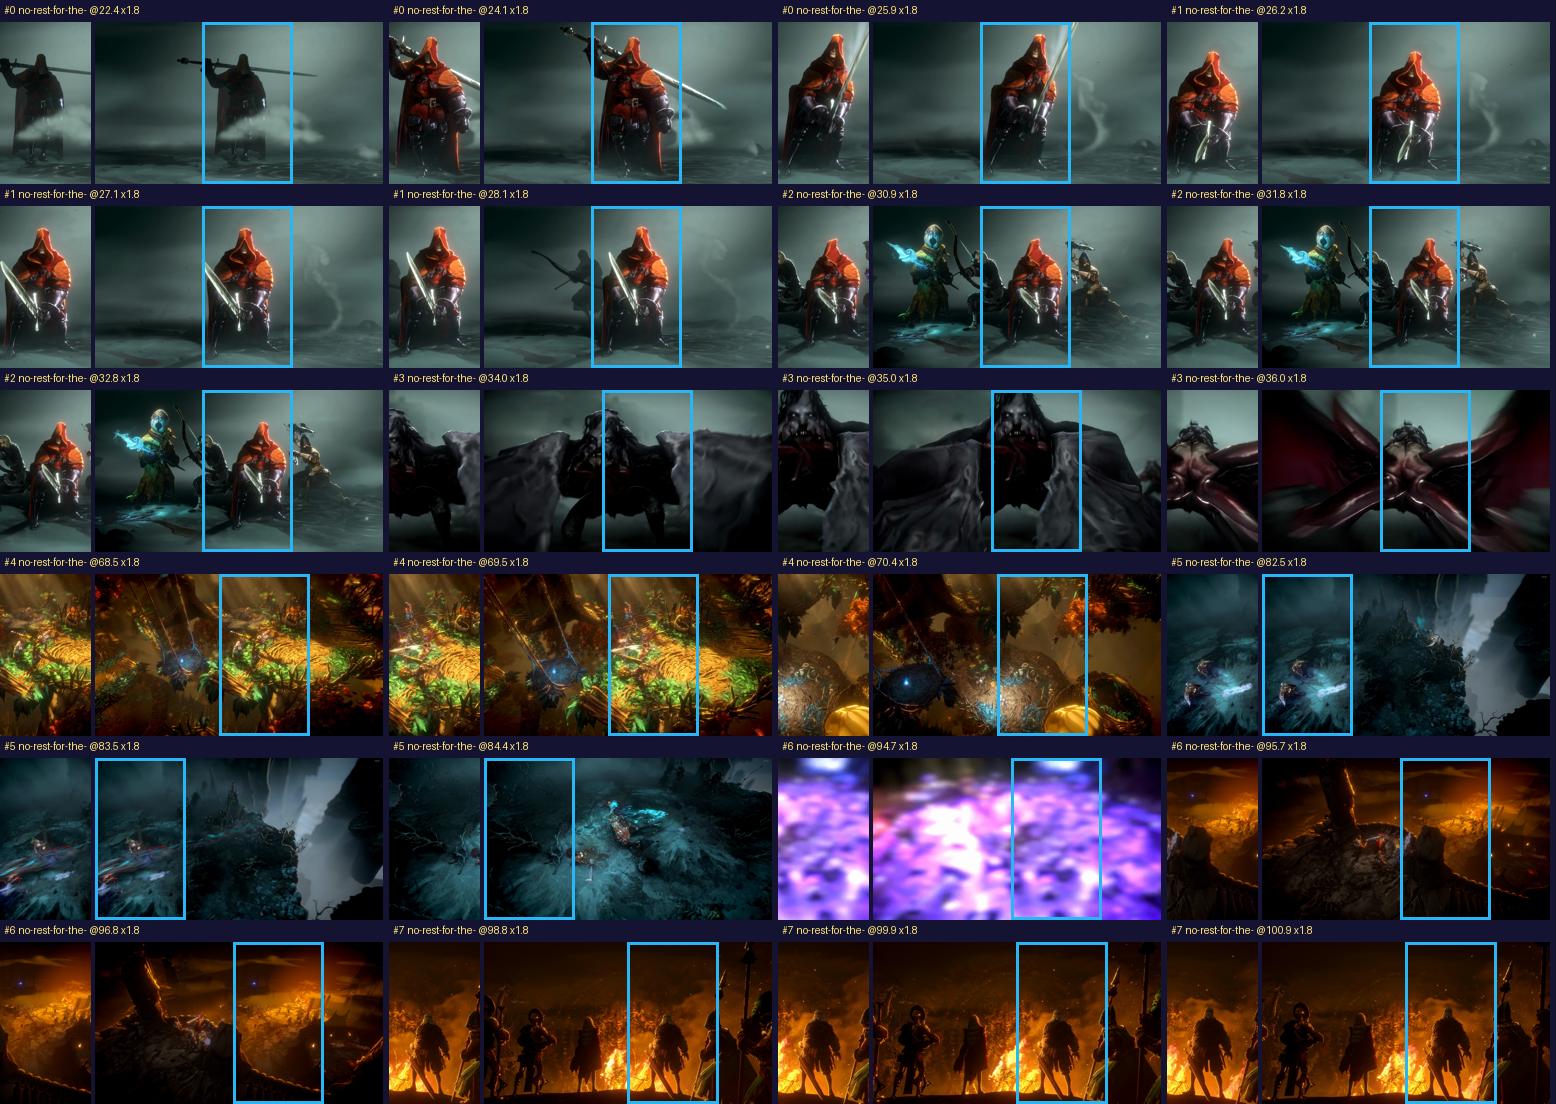 #0 no-rest-for-the- @22.4 x1.8
#0 no-rest-for-the- @24.1 x1.8
#0 no-rest-for-the- @25.9 x1.8
#1 no-rest-for-the- @26.2 x1.8
#1 no-rest-for-the- @27.1 x1.8
#1 no-rest-for-the- @28.1 x1.8
#2 no-rest-for-the- @30.9 x1.8
#2 no-rest-for-the- @31.8 x1.8
#2 no-rest-for-the- @32.8 x1.8
#3 no-rest-for-the- @34.0 x1.8
#3 no-rest-for-the- @35.0 x1.8
#3 no-rest-for-the- @36.0 x1.8
#4 no-rest-for-the- @68.5 x1.8
#4 no-rest-for-the- @69.5 x1.8
#4 no-rest-for-the- @70.4 x1.8
#5 no-rest-for-the- @82.5 x1.8
#5 no-rest-for-the- @83.5 x1.8
#5 no-rest-for-the- @84.4 x1.8
#6 no-rest-for-the- @94.7 x1.8
#6 no-rest-for-the- @95.7 x1.8
#6 no-rest-for-the- @96.8 x1.8
#7 no-rest-for-the- @98.8 x1.8
#7 no-rest-for-the- @99.9 x1.8
#7 no-rest-for-the- @100.9 x1.8